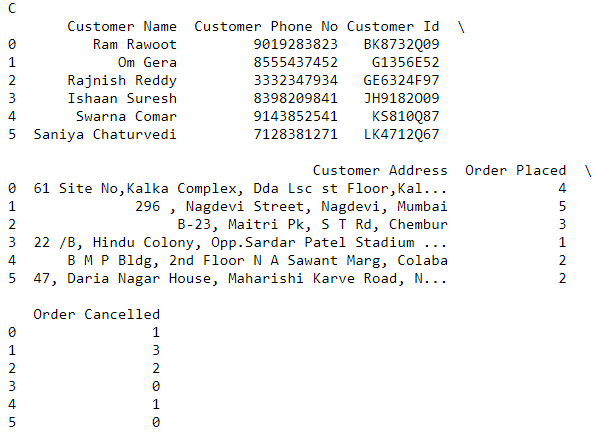 C
Customer Name Customer Phone No Customer Id \
0 Ram Rawoot 9019283823 BK8732Q09
1 Om Gera 8555437452 G1356E52
2 Rajnish Reddy 3332347934 GE6324F97
3 Ishaan Suresh 8398209841 JH9182O09
4 Swarna Comar 9143852541 KS810Q87
5 Saniya Chaturvedi 7128381271 LK4712Q67
Customer Address Order Placed \
0 61 Site No,Kalka Complex, Dda Lsc st Floor,Kal... 4
1 296 , Nagdevi Street, Nagdevi, Mumbai 5
2 B-23, Maitri Pk, S T Rd, Chembur 3
3 22 /B, Hindu Colony, Opp.Sardar Patel Stadium ... 1
4 B M P Bldg, 2nd Floor N A Sawant Marg, Colaba 2
5 47, Daria Nagar House, Maharishi Karve Road, N... 2
Order Cancelled
0 1
1 3
2 2
3 0
4 1
5 0